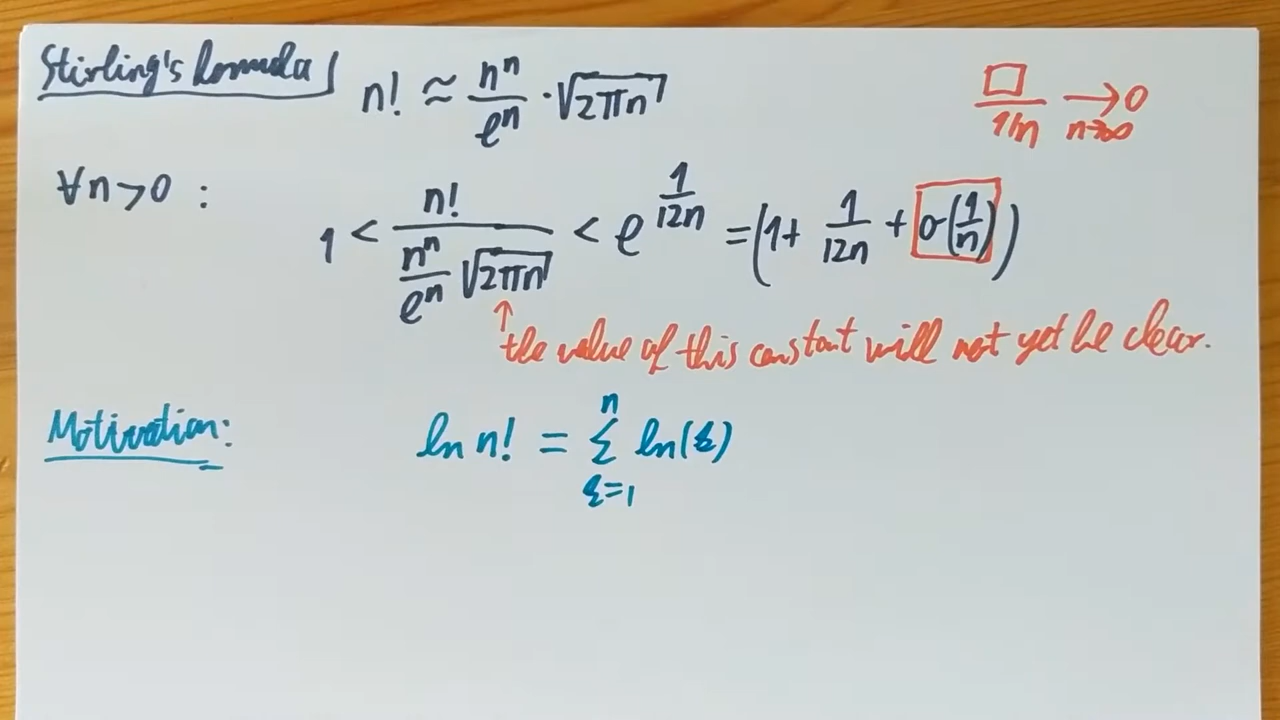 Stirling's formula n! ≈ n^n/e^n · √(2πn)
□/(1/n) → 0 n→∞
∀n>0 : 1 < n!/((n^n/e^n) √(2πn)) < e^(1/(12n)) = (1 + 1/(12n) + o(1/n))
↑ the value of this constant will not yet be clear.
Motivation: ln n! = Σ_{k=1}^{n} ln(k)